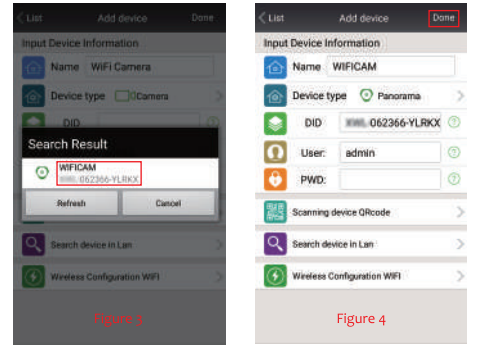 List Add device Done
Input Device Information
Name WiFi Camera
Device type Camera
DID
Search Result
WIFICAM
062366-YLRKX
Refresh Cancel
Search device in Lan
Wireless Configuration WIFI
Figure 3
List Add device Done
Input Device Information
Name WIFICAM
Device type Panorama
DID 062366-YLRKX
User: admin
PWD:
Scanning device QRcode
Search device in Lan
Wireless Configuration WIFI
Figure 4